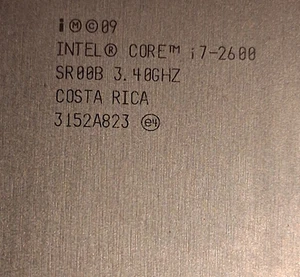 i Ⓜ©09
INTEL® CORE™ i7-2600
SR00B 3.40GHZ
COSTA RICA
3152A823 e4